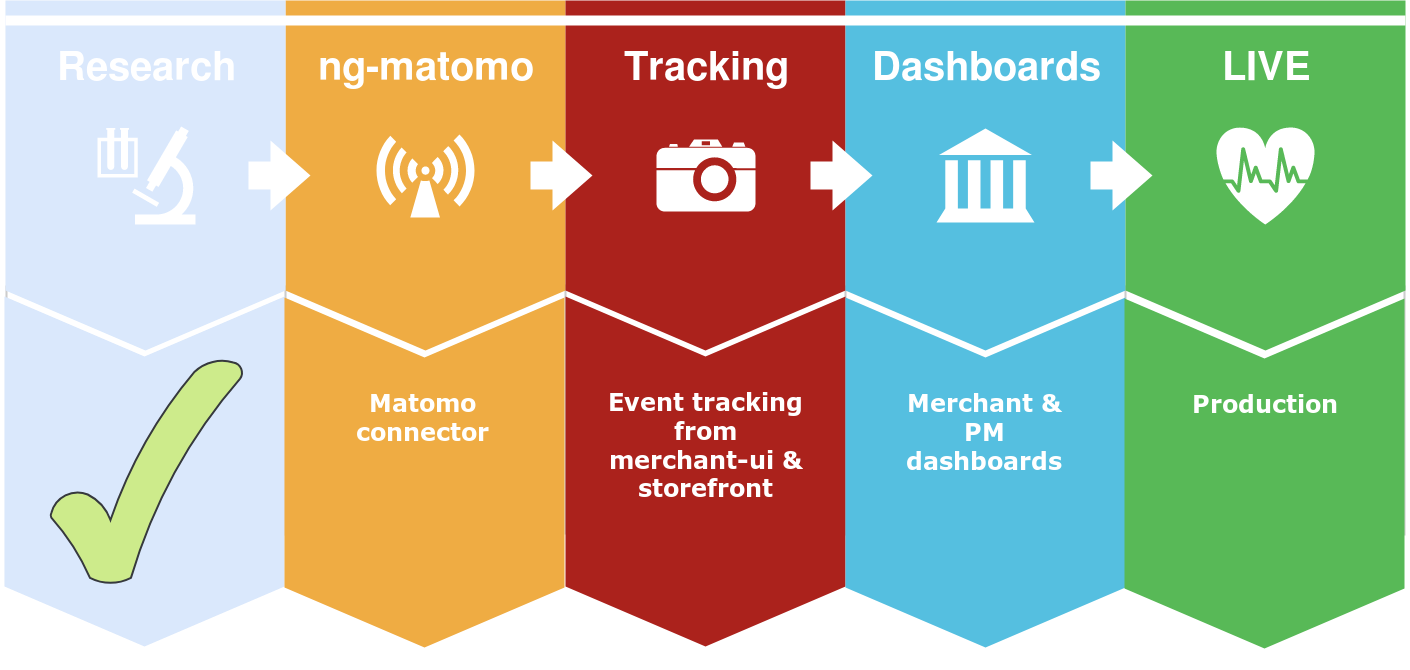 Research
ng-matomo
Tracking
Dashboards
LIVE
Matomo
connector
Event tracking
from
merchant-ui &
storefront
Merchant &
PM
dashboards
Production